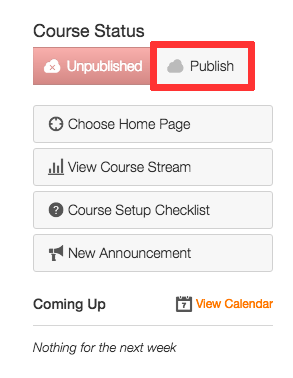 Course Status
Unpublished Publish
Choose Home Page
View Course Stream
Course Setup Checklist
New Announcement
Coming Up 7 View Calendar
Nothing for the next week